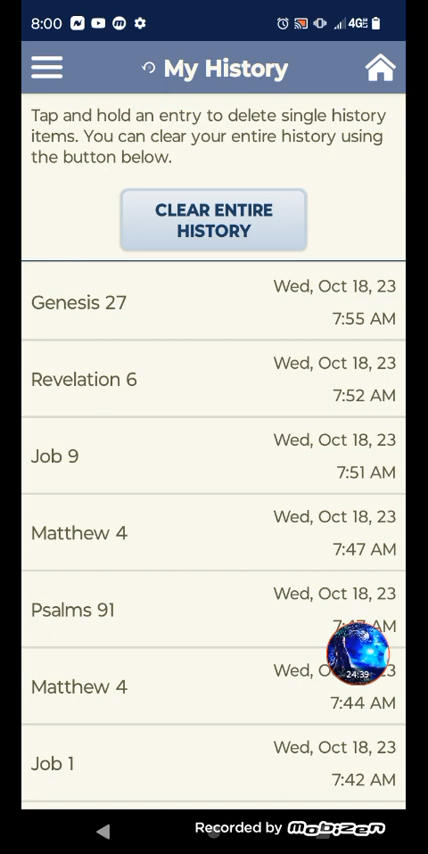 8:00 4G
My History
Tap and hold an entry to delete single history
items. You can clear your entire history using
the button below.
CLEAR ENTIRE
HISTORY
Genesis 27
Wed, Oct 18, 23
7:55 AM
Revelation 6
Wed, Oct 18, 23
7:52 AM
Job 9
Wed, Oct 18, 23
7:51 AM
Matthew 4
Wed, Oct 18, 23
7:47 AM
Psalms 91
Wed, Oct 18, 23
7:47 AM
Matthew 4
Wed, O 23
24:39
7:44 AM
Job 1
Wed, Oct 18, 23
7:42 AM
Recorded by Mobizen